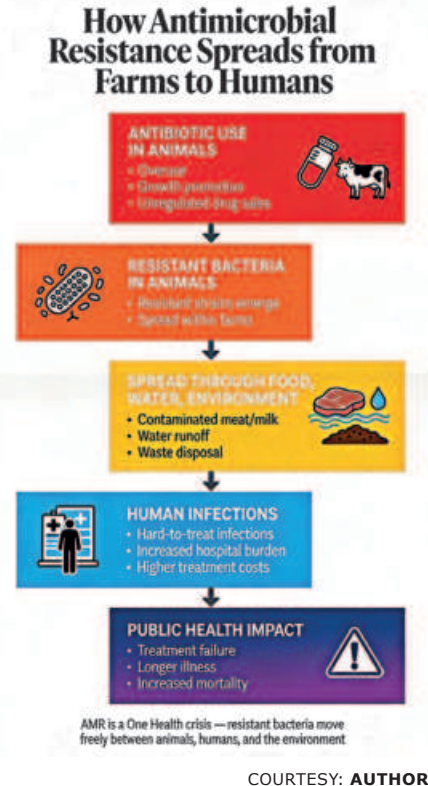 How Antimicrobial
Resistance Spreads from
Farms to Humans
ANTIBIOTIC USE
IN ANIMALS
• Overuse
• Growth promotion
• Unregulated drug sales
RESISTANT BACTERIA
IN ANIMALS
• Resistant strains emerge
• Spread within farms
SPREAD THROUGH FOOD,
WATER, ENVIRONMENT
• Contaminated meat/milk
• Water runoff
• Waste disposal
HUMAN INFECTIONS
• Hard-to-treat infections
• Increased hospital burden
• Higher treatment costs
PUBLIC HEALTH IMPACT
• Treatment failure
• Longer illness
• Increased mortality
AMR is a One Health crisis — resistant bacteria move
freely between animals, humans, and the environment
COURTESY: AUTHOR